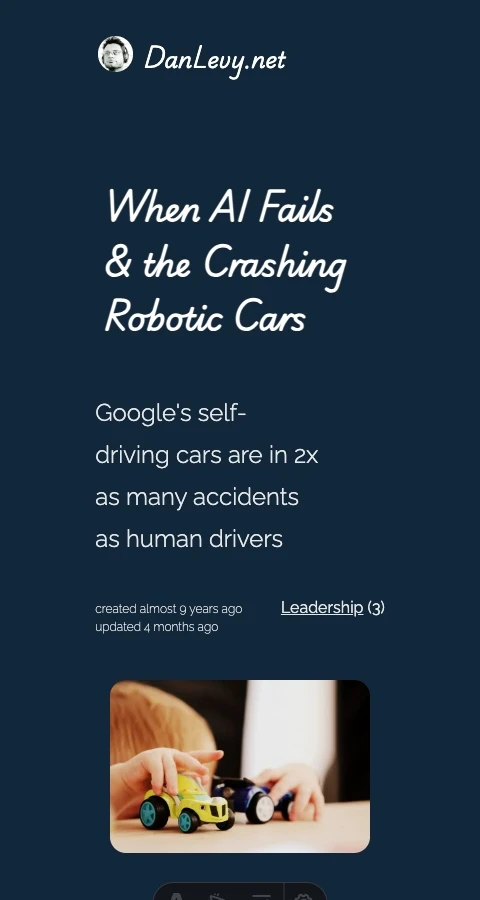 DanLevy.net
When AI Fails
& the Crashing
Robotic Cars
Google's self-
driving cars are in 2x
as many accidents
as human drivers
created almost 9 years ago
updated 4 months ago
Leadership (3)